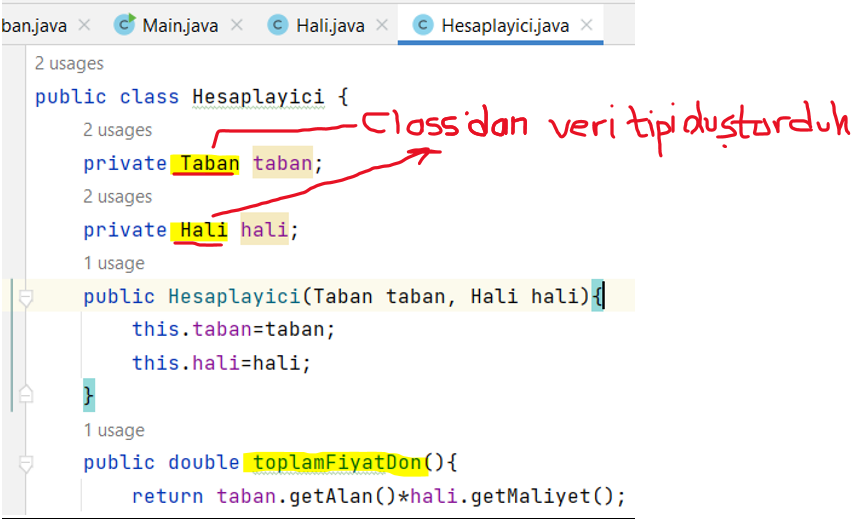 ban.java Main.java Hali.java Hesaplayici.java
2 usages
public class Hesaplayici {
2 usages
Class'dan veri tipi oluşturduk
private Taban taban;
2 usages
private Hali hali;
1 usage
public Hesaplayici(Taban taban, Hali hali){
this.taban=taban;
this.hali=hali;
}
1 usage
public double toplamFiyatDon(){
return taban.getAlan()*hali.getMaliyet();